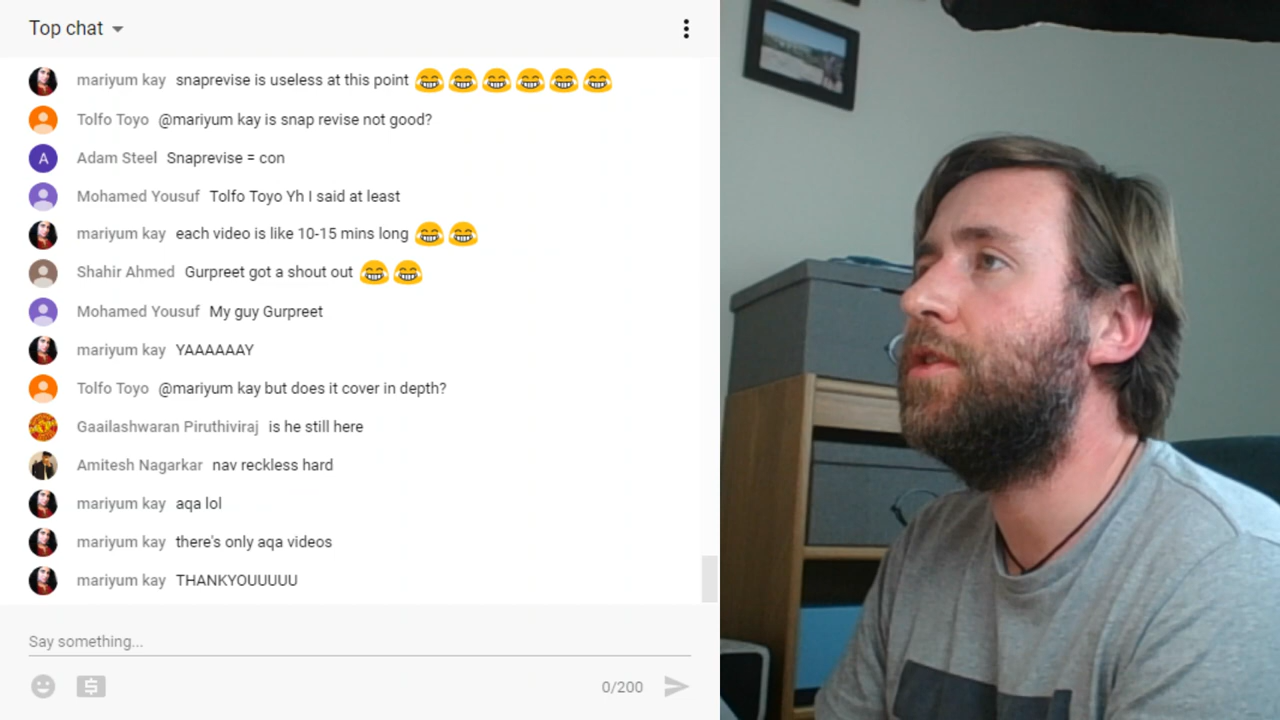 Top chat
mariyum kay snaprevise is useless at this point 😂😂😂😂😂😂
Tolfo Toyo @mariyum kay is snap revise not good?
A Adam Steel Snaprevise = con
Mohamed Yousuf Tolfo Toyo Yh I said at least
mariyum kay each video is like 10-15 mins long 😂😂
Shahir Ahmed Gurpreet got a shout out 😂😂
Mohamed Yousuf My guy Gurpreet
mariyum kay YAAAAAAY
Tolfo Toyo @mariyum kay but does it cover in depth?
Gaailashwaran Piruthiviraj is he still here
Amitesh Nagarkar nav reckless hard
mariyum kay aqa lol
mariyum kay there's only aqa videos
mariyum kay THANKYOUUUUU
Say something...
0/200